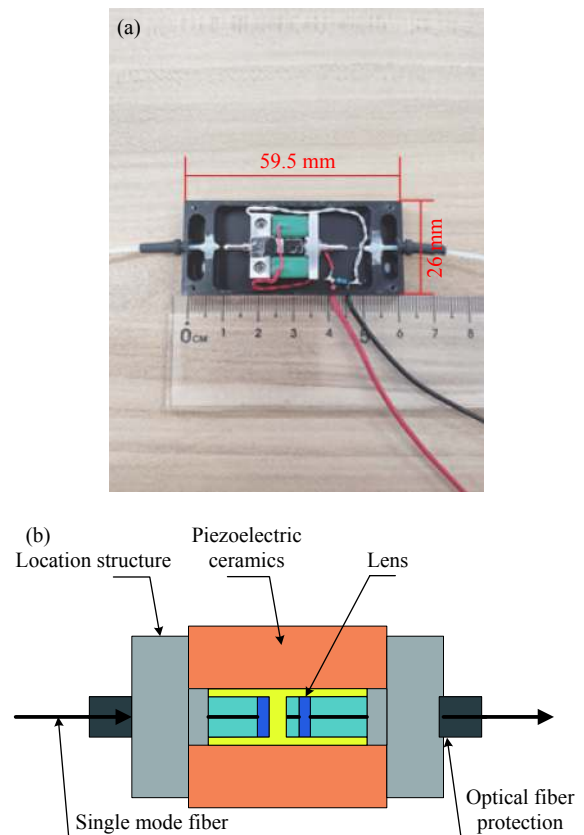 (a)
59.5 mm
26 mm
0CM 1 2 3 4 5 6 7 8
(b)
Piezoelectric
ceramics
Location structure
Lens
Single mode fiber
Optical fiber
protection